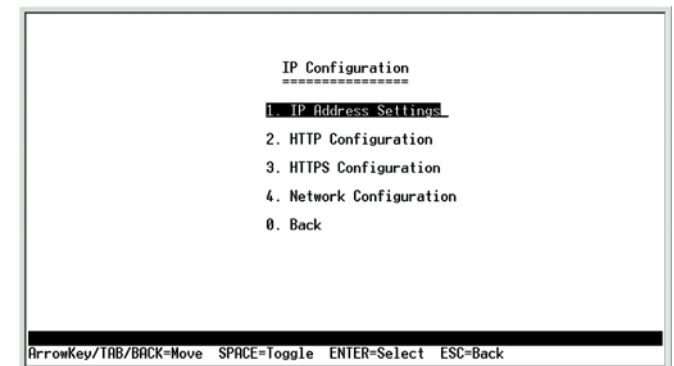 IP Configuration
================
1. IP Address Settings
2. HTTP Configuration
3. HTTPS Configuration
4. Network Configuration
0. Back
ArrowKey/TAB/BACK=Move SPACE=Toggle ENTER=Select ESC=Back